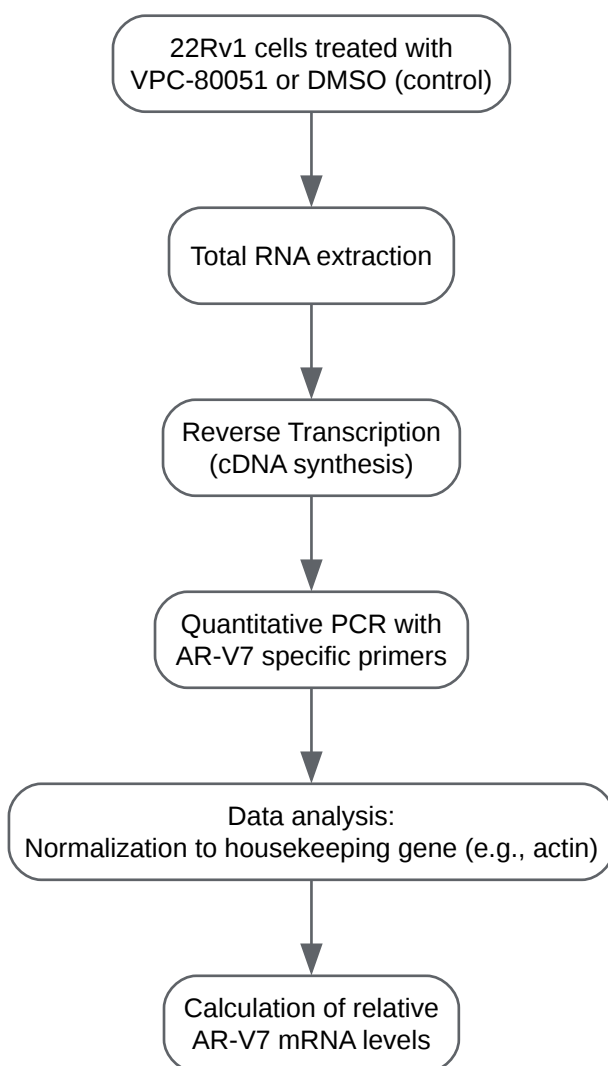 22Rv1 cells treated with
VPC-80051 or DMSO (control)
Total RNA extraction
Reverse Transcription
(cDNA synthesis)
Quantitative PCR with
AR-V7 specific primers
Data analysis:
Normalization to housekeeping gene (e.g., actin)
Calculation of relative
AR-V7 mRNA levels